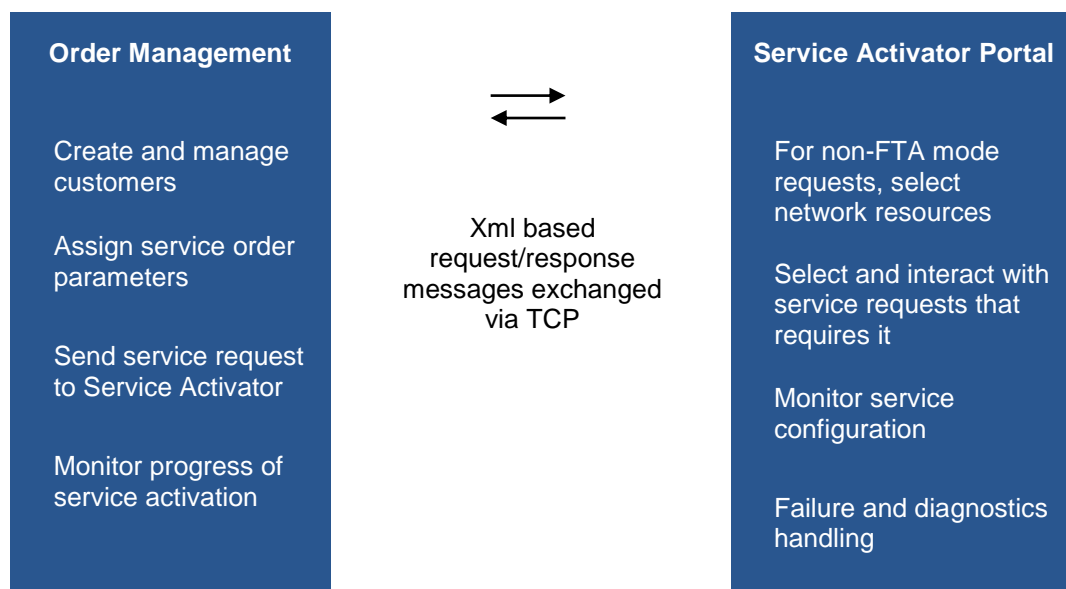 Order Management
Create and manage
customers
Assign service order
parameters
Send service request
to Service Activator
Monitor progress of
service activation
Xml based
request/response
messages exchanged
via TCP
Service Activator Portal
For non-FTA mode
requests, select
network resources
Select and interact with
service requests that
requires it
Monitor service
configuration
Failure and diagnostics
handling